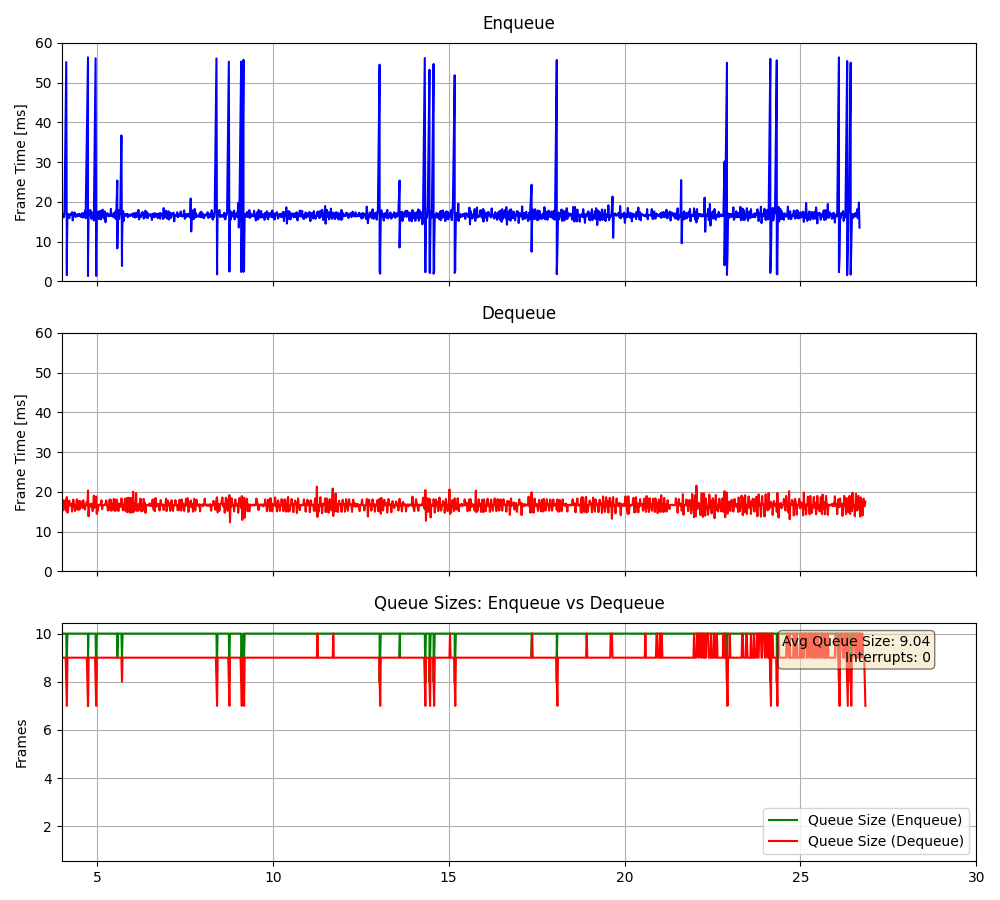 Enqueue
Frame Time [ms]
60
50
40
30
20
10
0
Dequeue
Frame Time [ms]
60
50
40
30
20
10
0
Queue Sizes: Enqueue vs Dequeue
Frames
10
8
6
4
2
Avg Queue Size: 9.04
Interrupts: 0
Queue Size (Enqueue)
Queue Size (Dequeue)
5 10 15 20 25 30